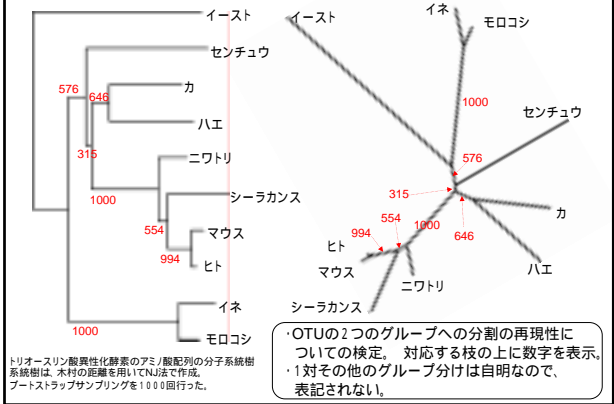 イースト
センチュウ
カ
ハエ
ニワトリ
シーラカンス
マウス
ヒト
イネ
モロコシ
576
646
315
1000
554
994
1000
トリオースリン酸異性化酵素のアミノ酸配列の分子系統樹
系統樹は、木村の距離を用いてNJ法で作成。
ブートストラップサンプリングを1000回行った。
イースト
イネ
モロコシ
1000
センチュウ
576
315
554
1000
994
646
カ
ヒト
マウス
ハエ
ニワトリ
シーラカンス
・OTUの2つのグループへの分割の再現性に
ついての検定。 対応する枝の上に数字を表示。
・1対その他のグループ分けは自明なので、
表記されない。